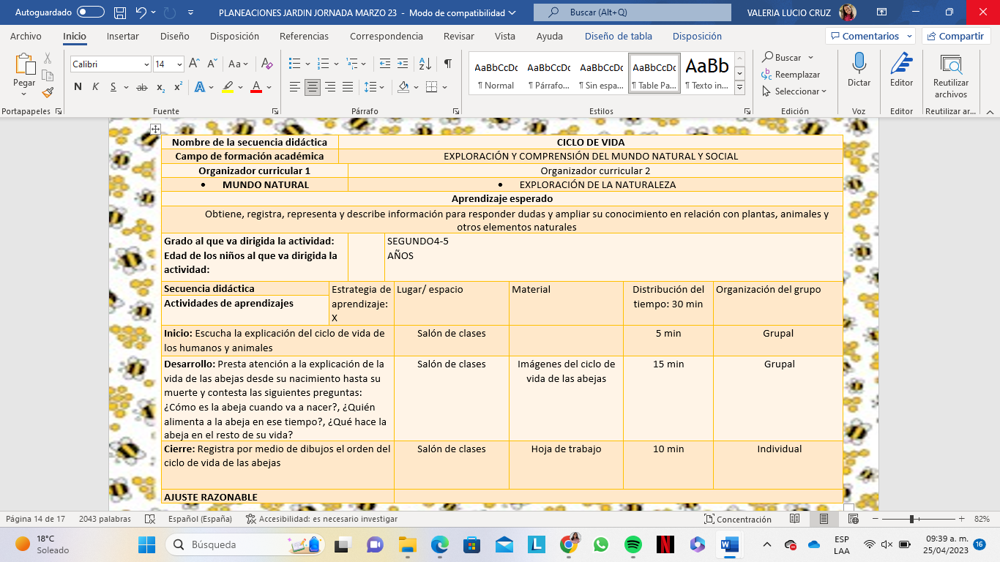 Autoguardado
PLANEACIONES JARDIN JORNADA MARZO 23 - Modo de compatibilidad
Buscar (Alt+Q)
VALERIA LUCIO CRUZ
Archivo Inicio Insertar Diseño Disposición Referencias Correspondencia Revisar Vista Ayuda Diseño de tabla Disposición
Comentarios Compartir
Pegar
Calibri 14
Aa
N K S ab x2 x2 A A
AaBbCcDc AaBbCcDc AaBbCcDc AaBbCcDc AaBb
¶ Normal ¶ Párrafo... ¶ Sin espa... ¶ Table Pa... ¶ Texto in...
Buscar
Reemplazar
Seleccionar
Dictar
Editor
Reutilizar
archivos
Portapapeles Fuente Párrafo Estilos Edición Voz Editor Reutilizar ar...
Nombre de la secuencia didáctica CICLO DE VIDA
Campo de formación académica EXPLORACIÓN Y COMPRENSIÓN DEL MUNDO NATURAL Y SOCIAL
Organizador curricular 1 Organizador curricular 2
• MUNDO NATURAL • EXPLORACIÓN DE LA NATURALEZA
Aprendizaje esperado
Obtiene, registra, representa y describe información para responder dudas y ampliar su conocimiento en relación con plantas, animales y
otros elementos naturales
Grado al que va dirigida la actividad:
Edad de los niños al que va dirigida la
actividad:
SEGUNDO4-5
AÑOS
Secuencia didáctica
Actividades de aprendizajes
Estrategia de
aprendizaje:
X
Lugar/ espacio
Material
Distribución del
tiempo: 30 min
Organización del grupo
Inicio: Escucha la explicación del ciclo de vida de
los humanos y animales
Salón de clases
5 min
Grupal
Desarrollo: Presta atención a la explicación de la
vida de las abejas desde su nacimiento hasta su
muerte y contesta las siguientes preguntas:
¿Cómo es la abeja cuando va a nacer?, ¿Quién
alimenta a la abeja en ese tiempo?, ¿Qué hace la
abeja en el resto de su vida?
Salón de clases
Imágenes del ciclo de
vida de las abejas
15 min
Grupal
Cierre: Registra por medio de dibujos el orden del
ciclo de vida de las abejas
Salón de clases
Hoja de trabajo
10 min
Individual
AJUSTE RAZONABLE
Página 14 de 17 2043 palabras Español (España) Accesibilidad: es necesario investigar
Concentración
82%
18°C
Soleado
Búsqueda
ESP
LAA
09:39 a. m.
25/04/2023
16